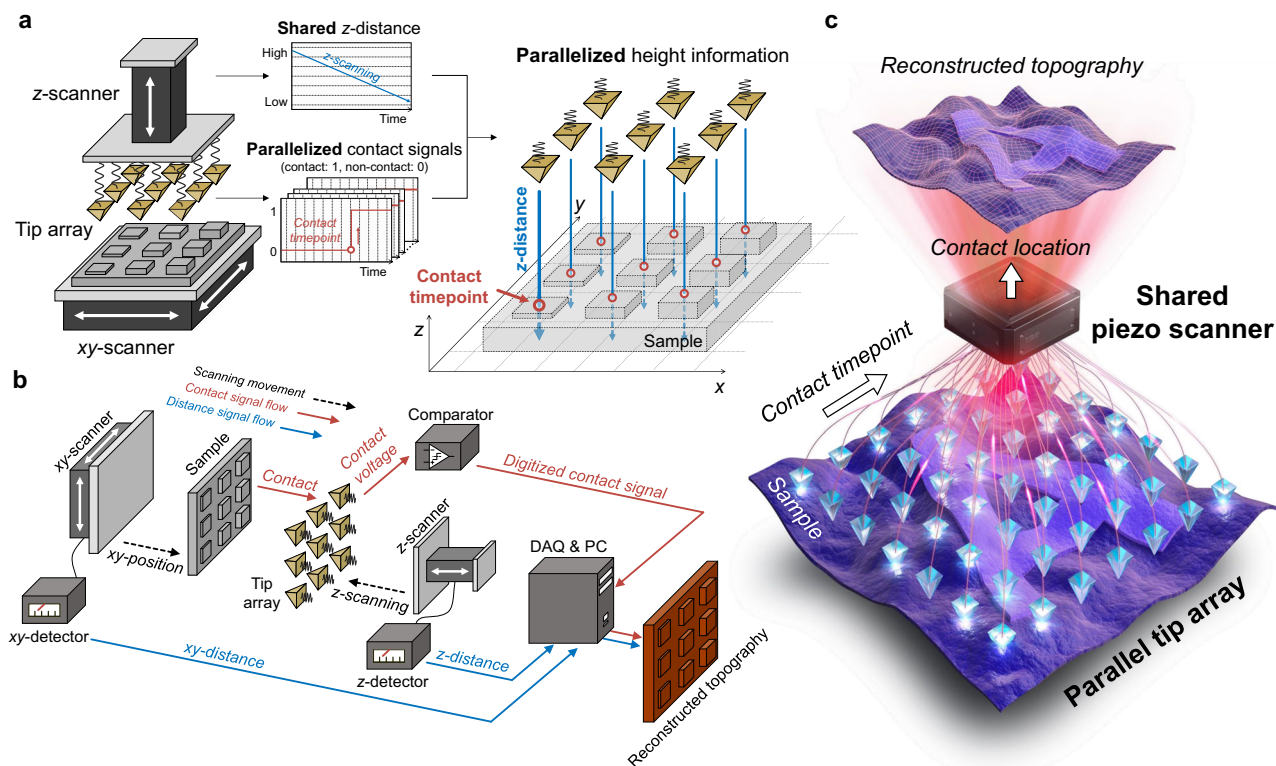 a
Shared z-distance
High
z-scanning
Low
Time
z-scanner
Parallelized contact signals
(contact: 1, non-contact: 0)
1
Contact
timepoint
0
Time
Tip array
xy-scanner
Parallelized height information
z-distance
y
Contact
timepoint
z
Sample
x
b
Scanning movement
Contact signal flow
Distance signal flow
xy-scanner
Sample
Contact
Contact
voltage
Comparator
Digitized contact signal
xy-position
Tip
array
z-scanner
z-scanning
DAQ & PC
xy-detector
xy-distance
z-detector
z-distance
Reconstructed topography
c
Reconstructed topography
Contact location
Shared
piezo scanner
Contact timepoint
Sample
Parallel tip array